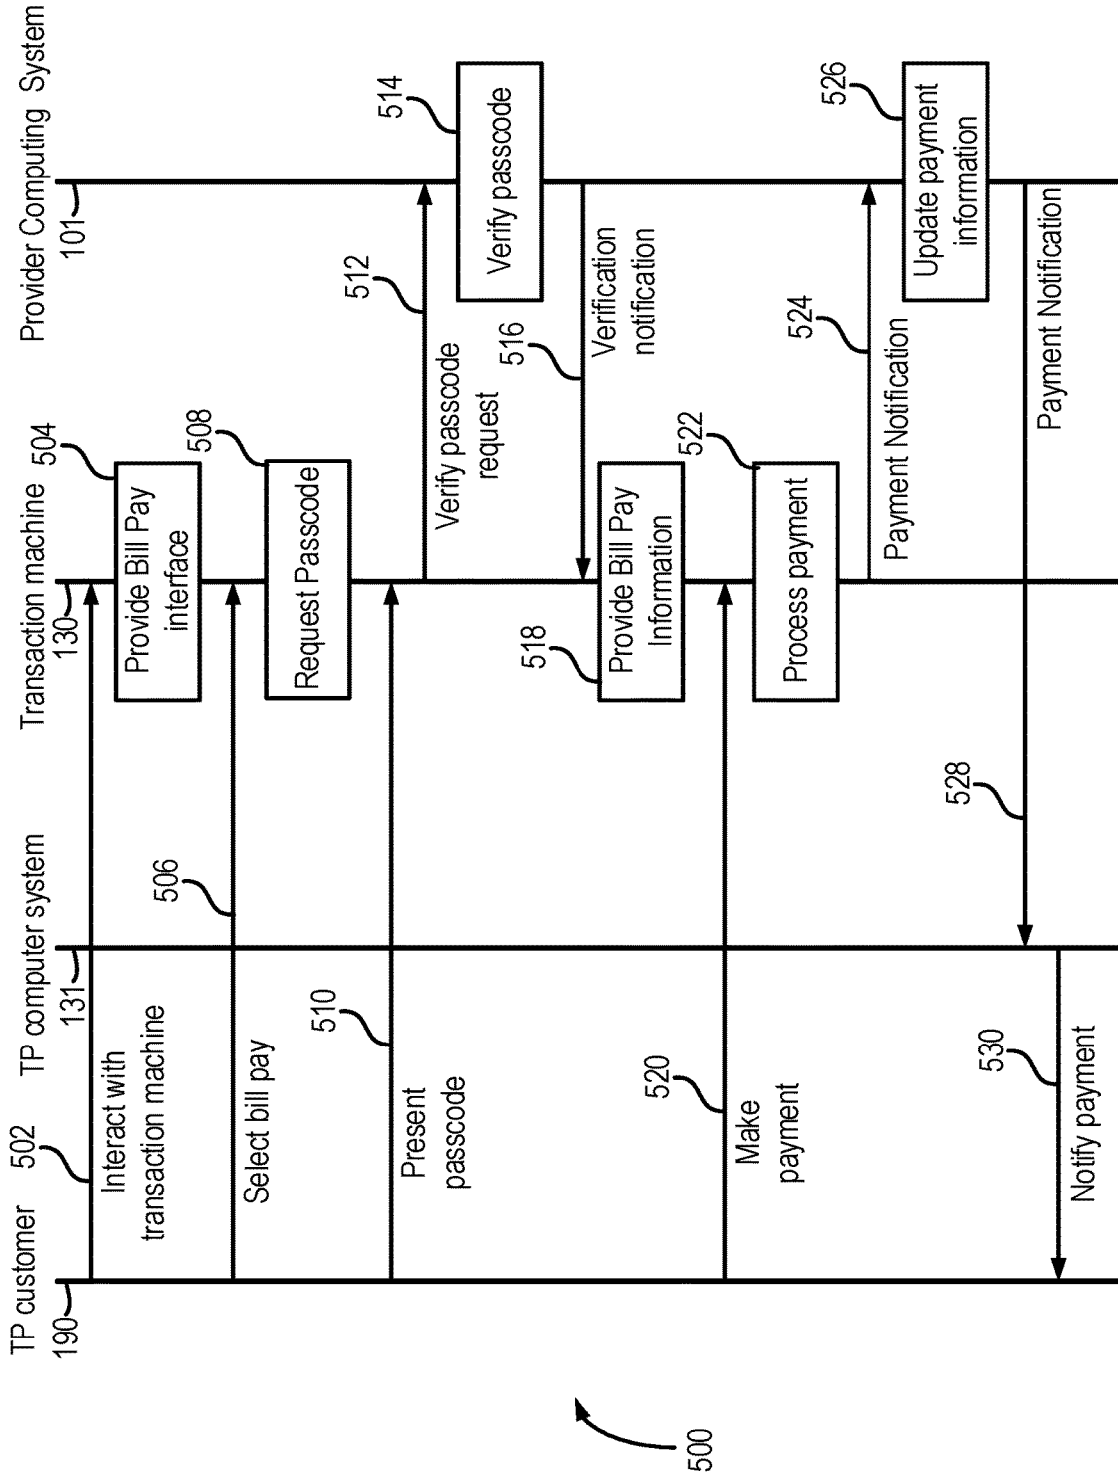 TP customer
190
502
TP computer system
131
Transaction machine
130
Provider Computing System
101
Interact with
transaction machine
504
Provide Bill Pay
interface
506
Select bill pay
508
Request Passcode
510
Present
passcode
512
Verify passcode
request
514
Verify passcode
516
Verification
notification
518
Provide Bill Pay
Information
520
Make
payment
522
Process payment
524
Payment Notification
526
Update payment
information
528
Payment Notification
530
Notify payment
500